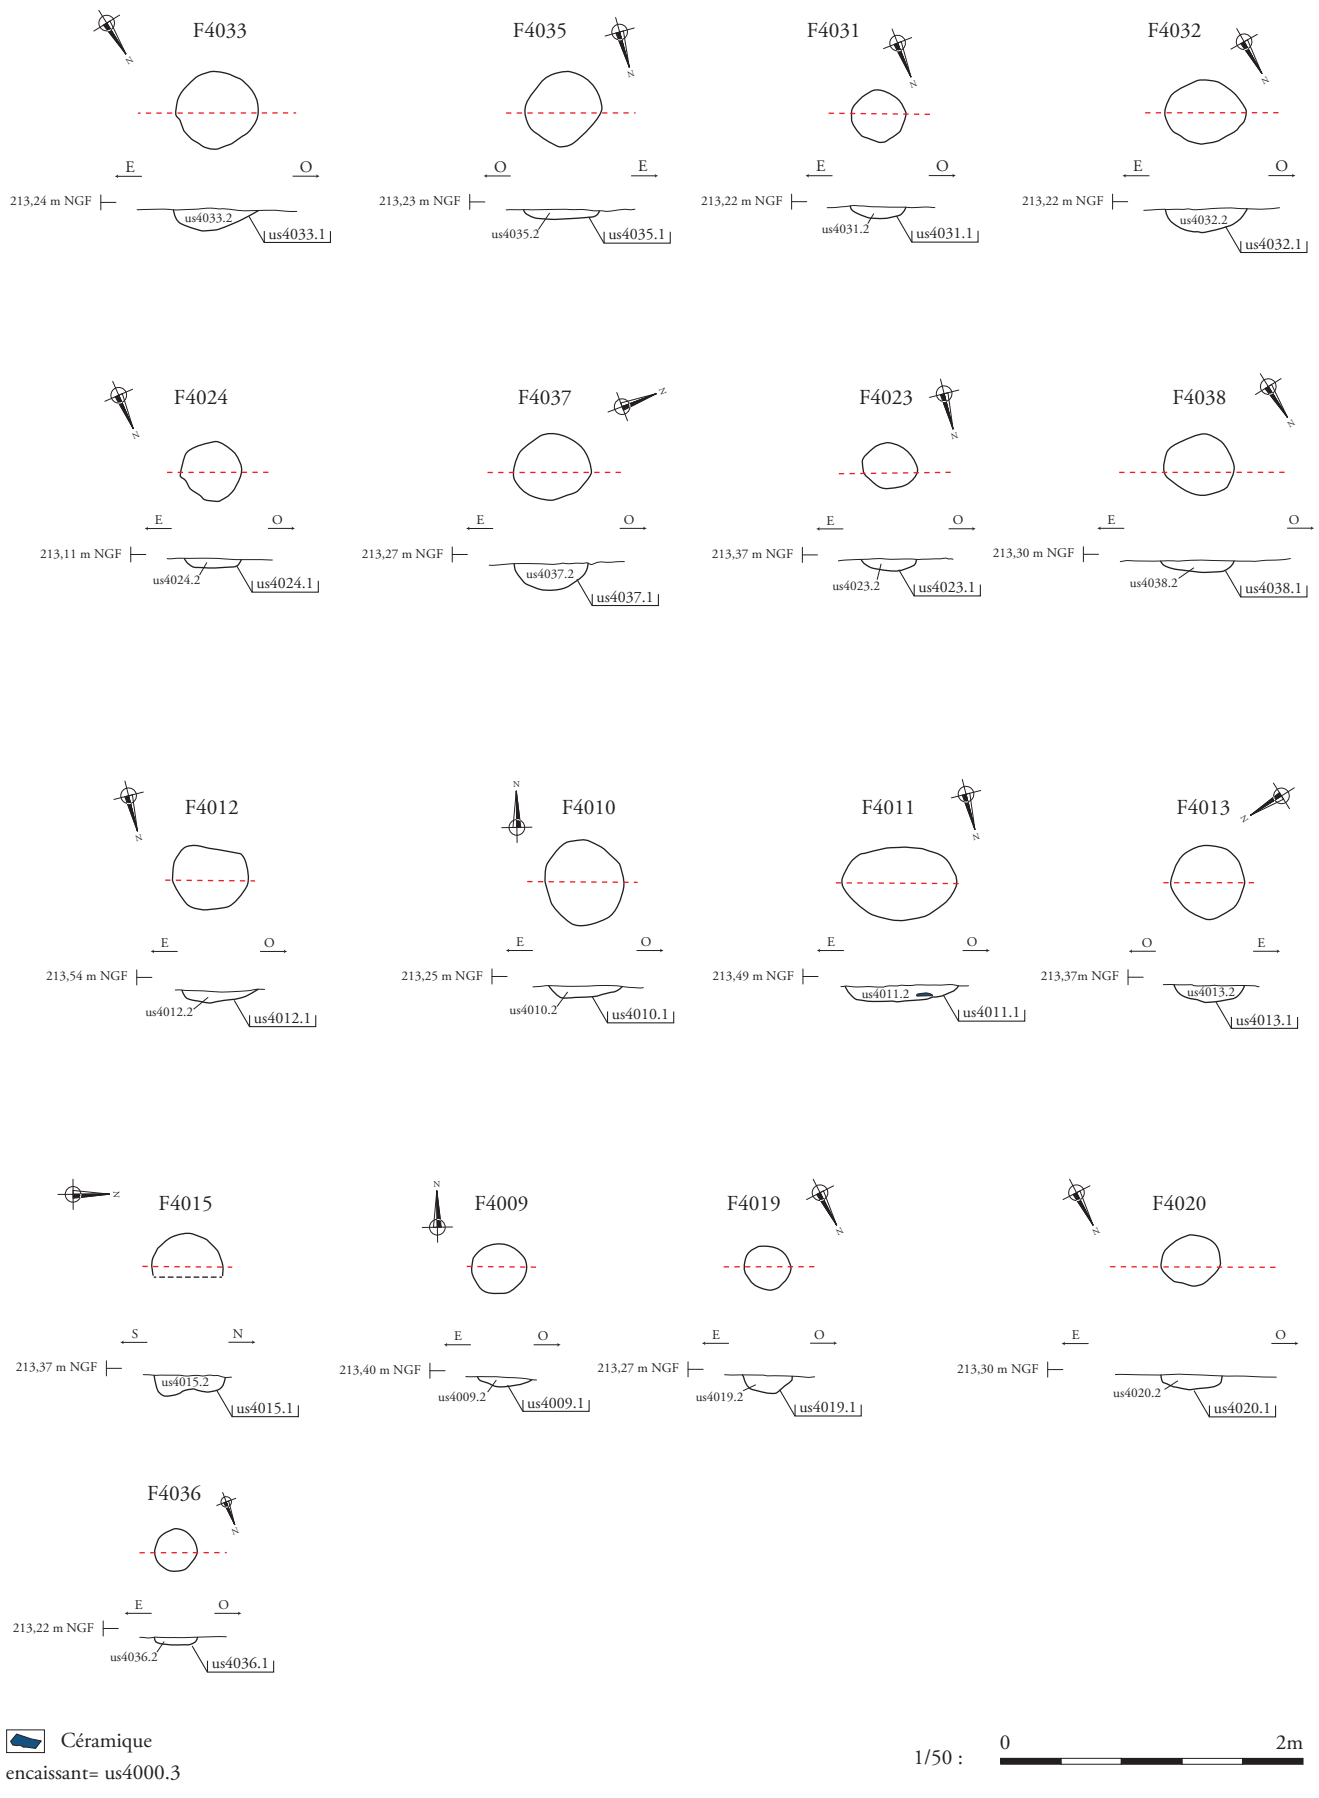 F4033 F4035 F4031 F4032
N N N N
E O O E E O E O
213,24 m NGF 213,23 m NGF 213,22 m NGF 213,22 m NGF
us4033.2 us4035.2 us4031.2 us4032.2
us4033.1 us4035.1 us4031.1 us4032.1
F4024 F4037 F4023 F4038
N N N N
E O E O E O E O
213,11 m NGF 213,27 m NGF 213,37 m NGF 213,30 m NGF
us4024.2 us4037.2 us4023.2 us4038.2
us4024.1 us4037.1 us4023.1 us4038.1
F4012 F4010 F4011 F4013
N N N N
E O E O E O O E
213,54 m NGF 213,25 m NGF 213,49 m NGF 213,37m NGF
us4012.2 us4010.2 us4011.2 us4013.2
us4012.1 us4010.1 us4011.1 us4013.1
F4015 F4009 F4019 F4020
N N N N
S N E O E O E O
213,37 m NGF 213,40 m NGF 213,27 m NGF 213,30 m NGF
us4015.2 us4009.2 us4019.2 us4020.2
us4015.1 us4009.1 us4019.1 us4020.1
F4036
N
E O
213,22 m NGF
us4036.2
us4036.1
Céramique
encaissant= us4000.3
1/50 : 0 2m